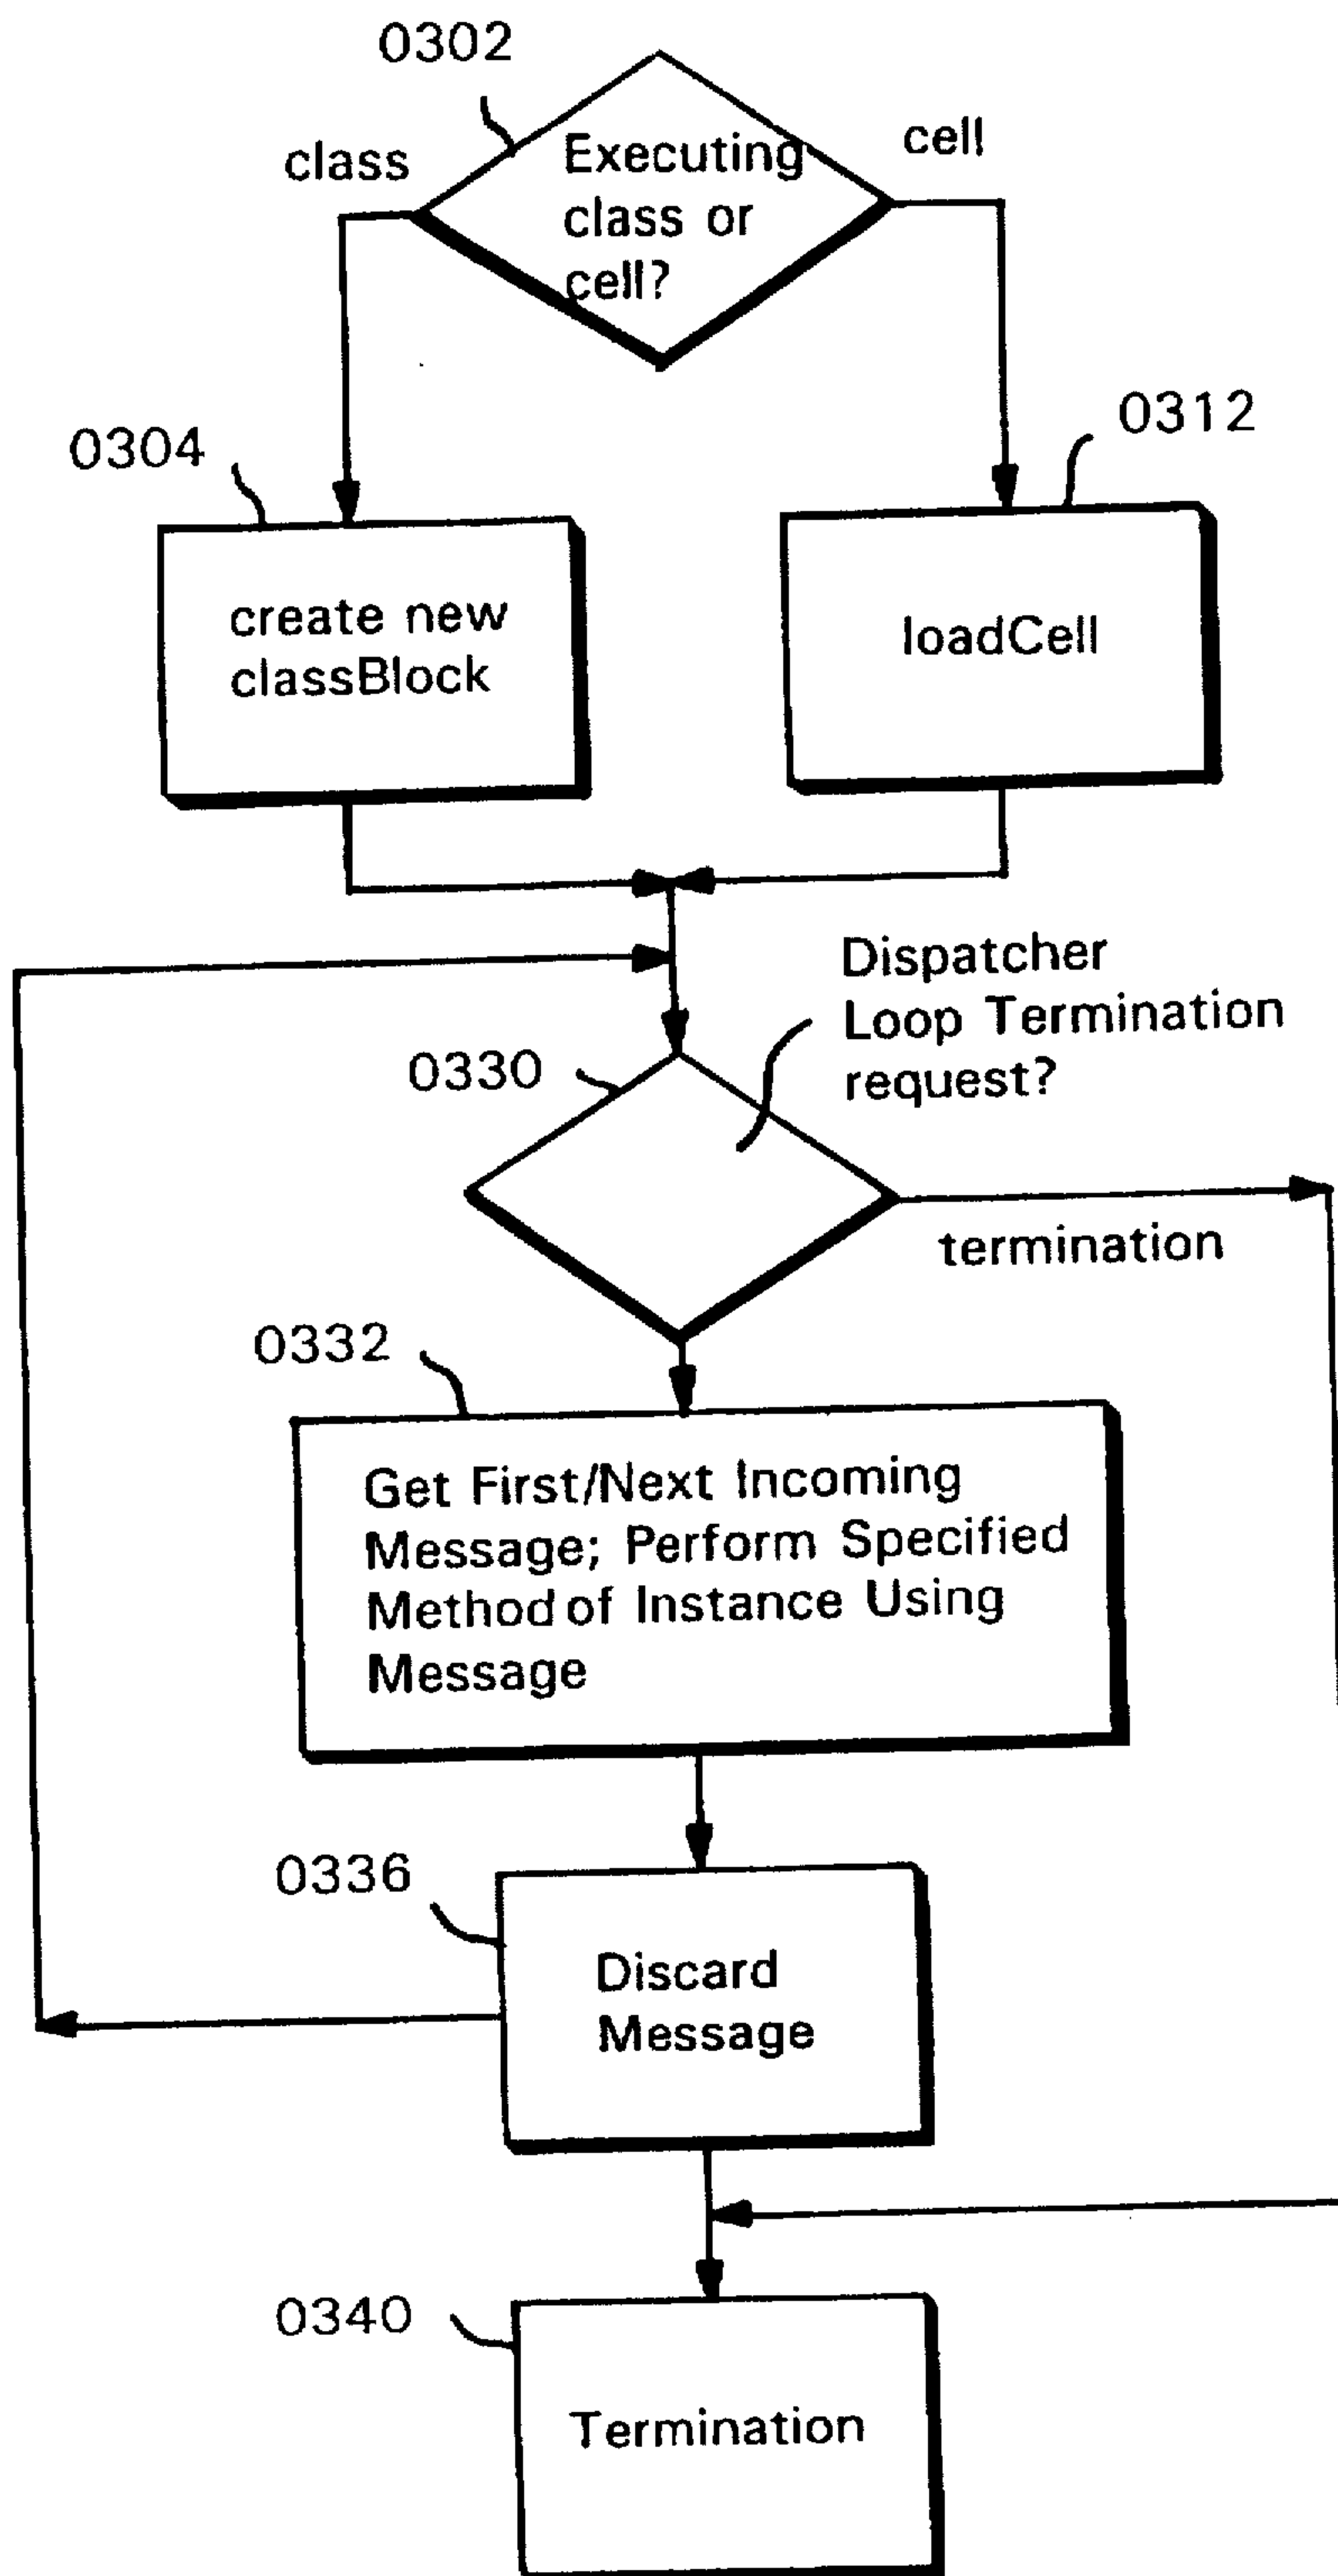 0302
class
cell
Executing
class or
cell?
0304
0312
create new
classBlock
loadCell
Dispatcher
Loop Termination
request?
0330
termination
0332
Get First/Next Incoming
Message; Perform Specified
Method of Instance Using
Message
0336
Discard
Message
0340
Termination